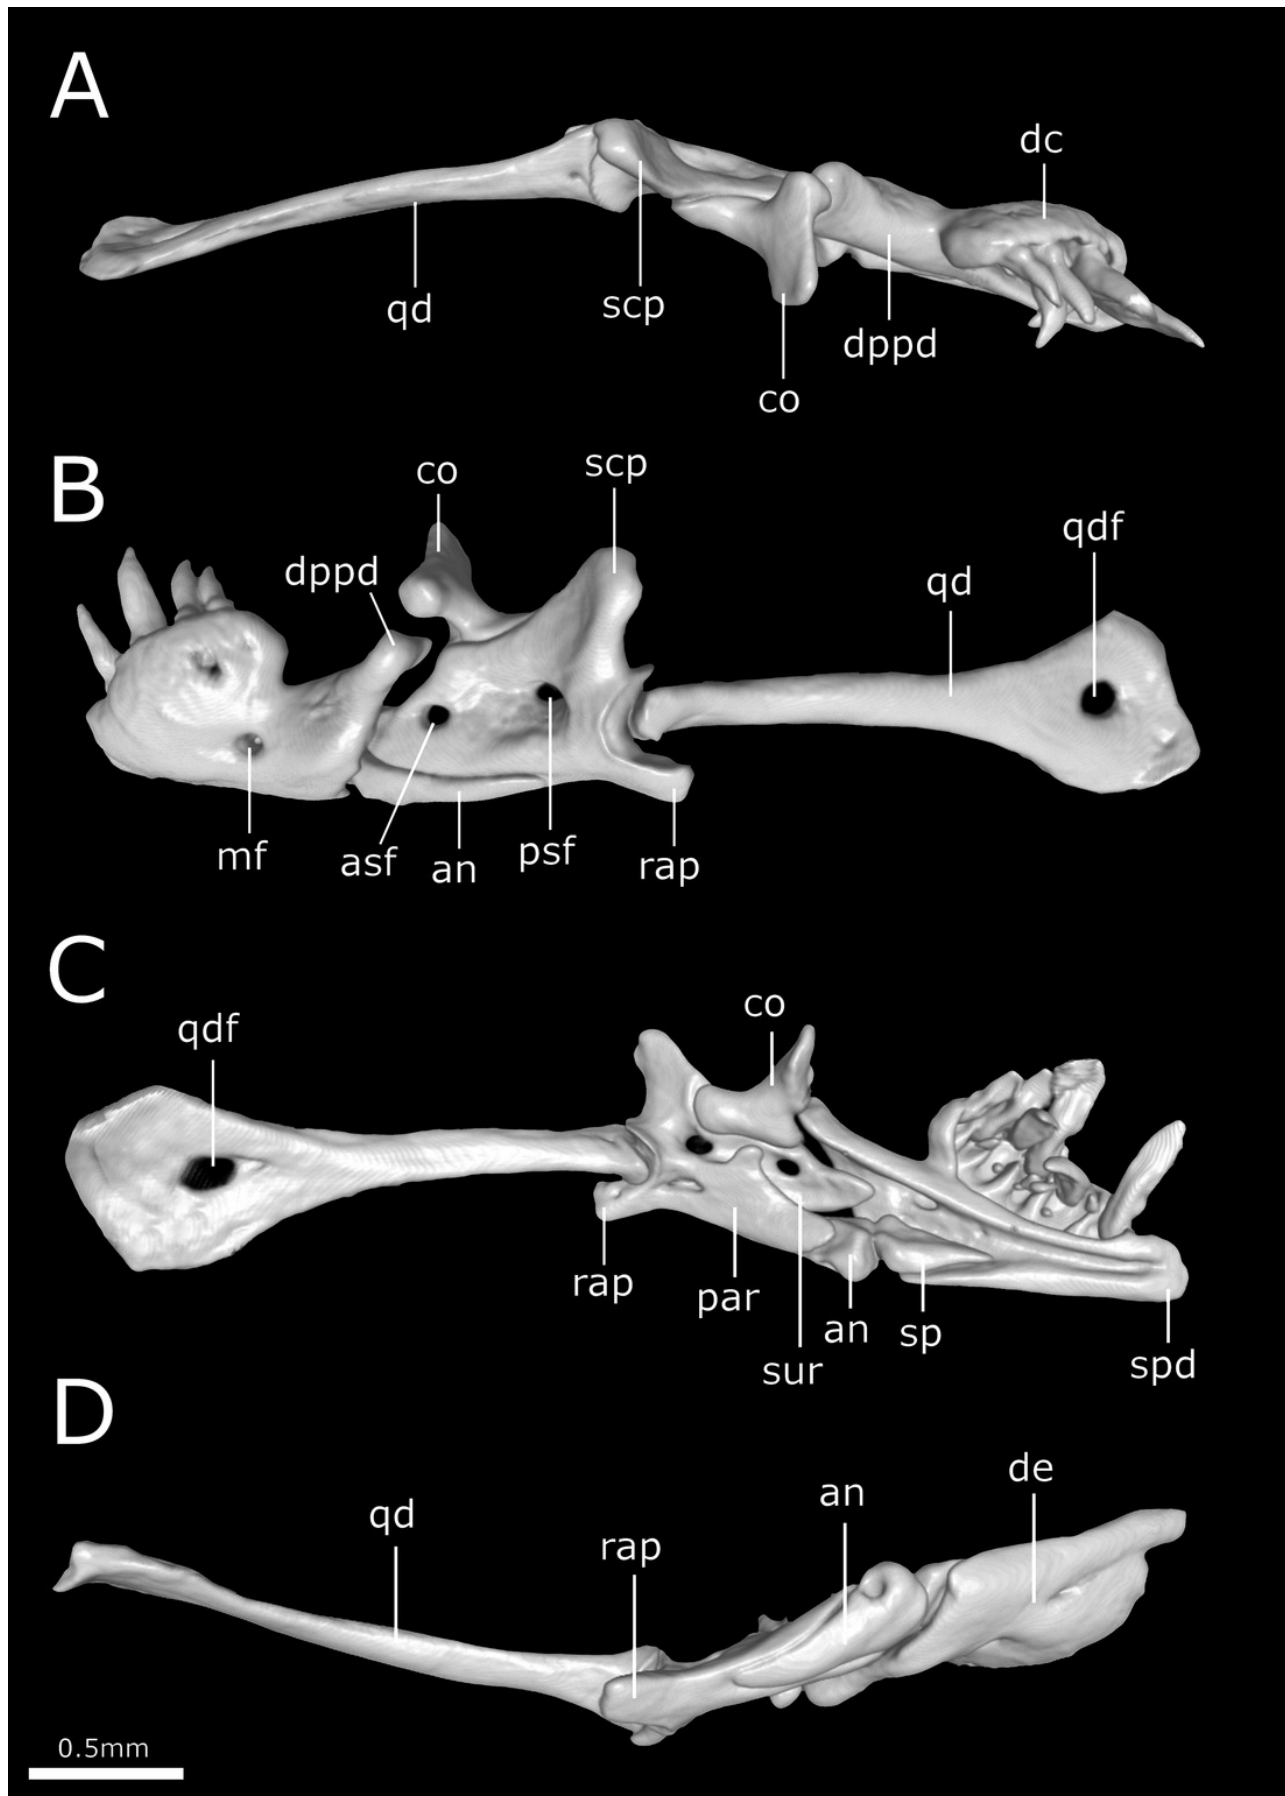 A
dc
qd
scp
dppd
co
B
co
scp
qdf
dppd
qd
mf
asf
an
psf
rap
C
qdf
co
rap
par
an
sp
sur
spd
D
de
an
qd
rap
0.5mm